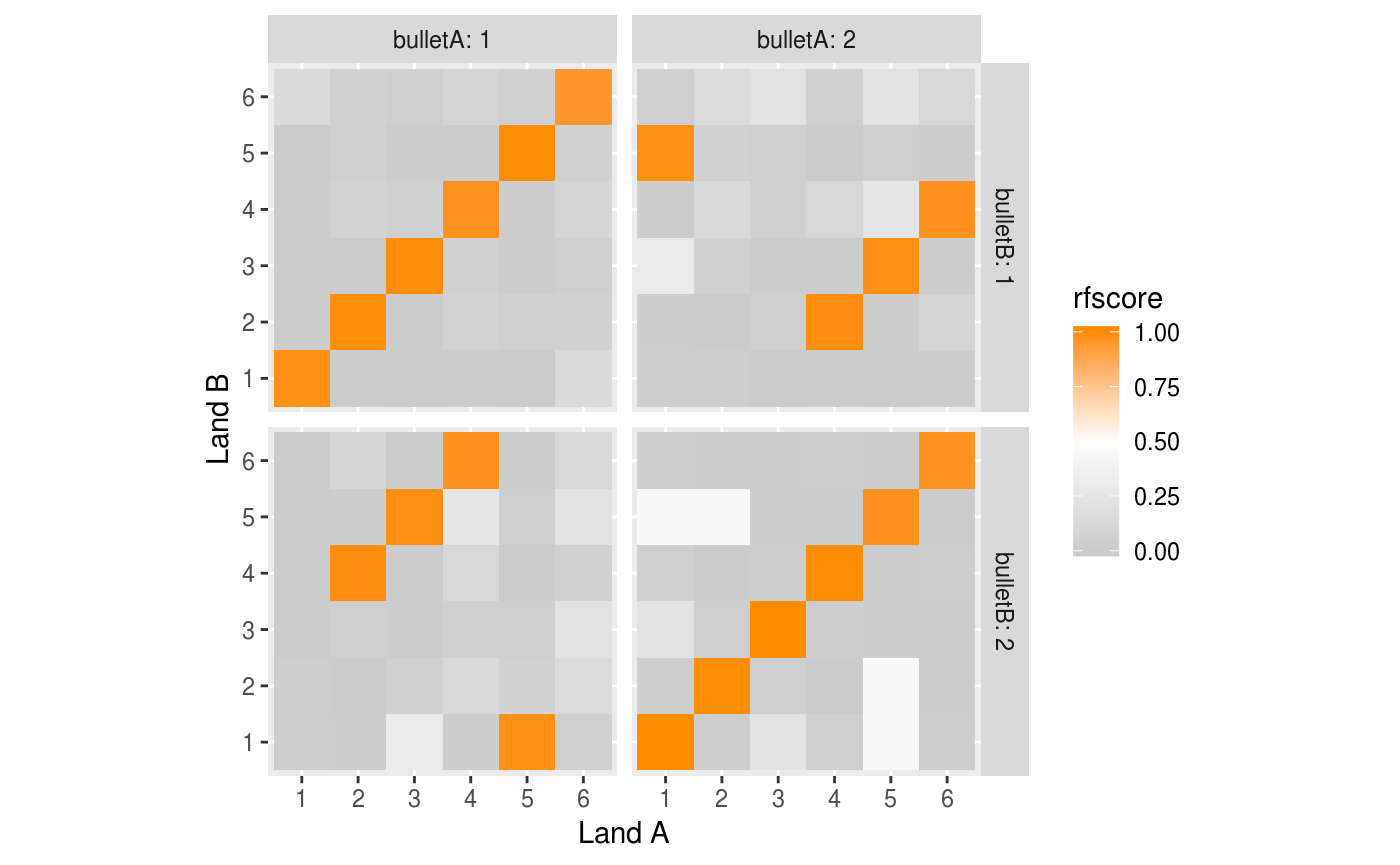 bulletA: 1
bulletA: 2
6
5
4
3
2
1
bulletB: 1
Land B
6
5
4
3
2
1
bulletB: 2
1 2 3 4 5 6
1 2 3 4 5 6
Land A
rfscore
1.00
0.75
0.50
0.25
0.00